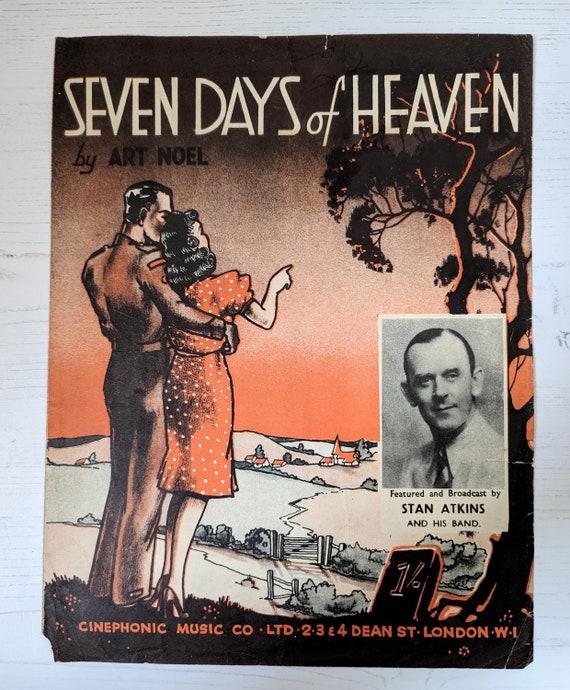 SEVEN DAYS of HEAVEN
by ART NOEL
Featured and Broadcast by
STAN ATKINS
AND HIS BAND.
1/-
CINEPHONIC MUSIC CO · LTD · 2·3 & 4 DEAN ST · LONDON · W·1